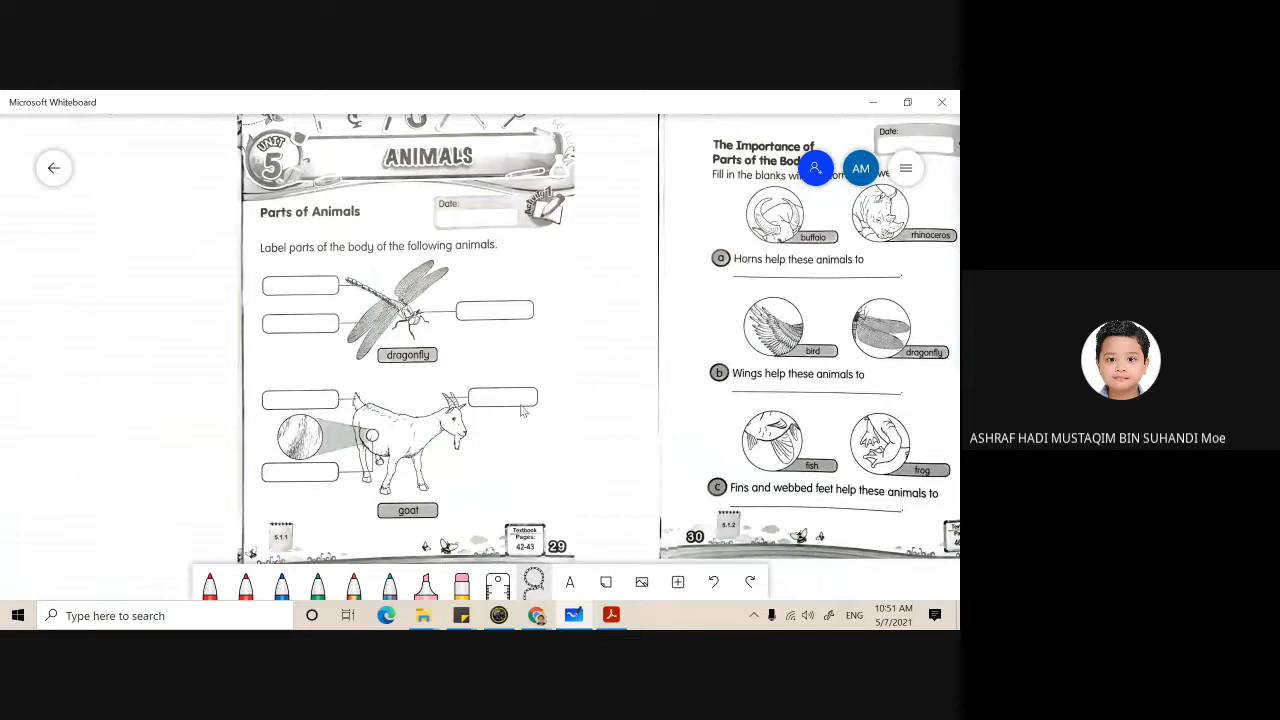 Microsoft Whiteboard
UNIT
5
ANIMALS
Parts of Animals
Date:
Activity 1
Label parts of the body of the following animals.
dragonfly
goat
5.1.1
Textbook
Pages:
42-43
29
Date:
The Importance of
Parts of the Bod
Fill in the blanks wi
AM
buffalo
rhinoceros
a Horns help these animals to
bird
dragonfly
b Wings help these animals to
fish
frog
c Fins and webbed feet help these animals to
30
5.1.2
ASHRAF HADI MUSTAQIM BIN SUHANDI Moe
A
Type here to search
ENG
10:51 AM
5/7/2021